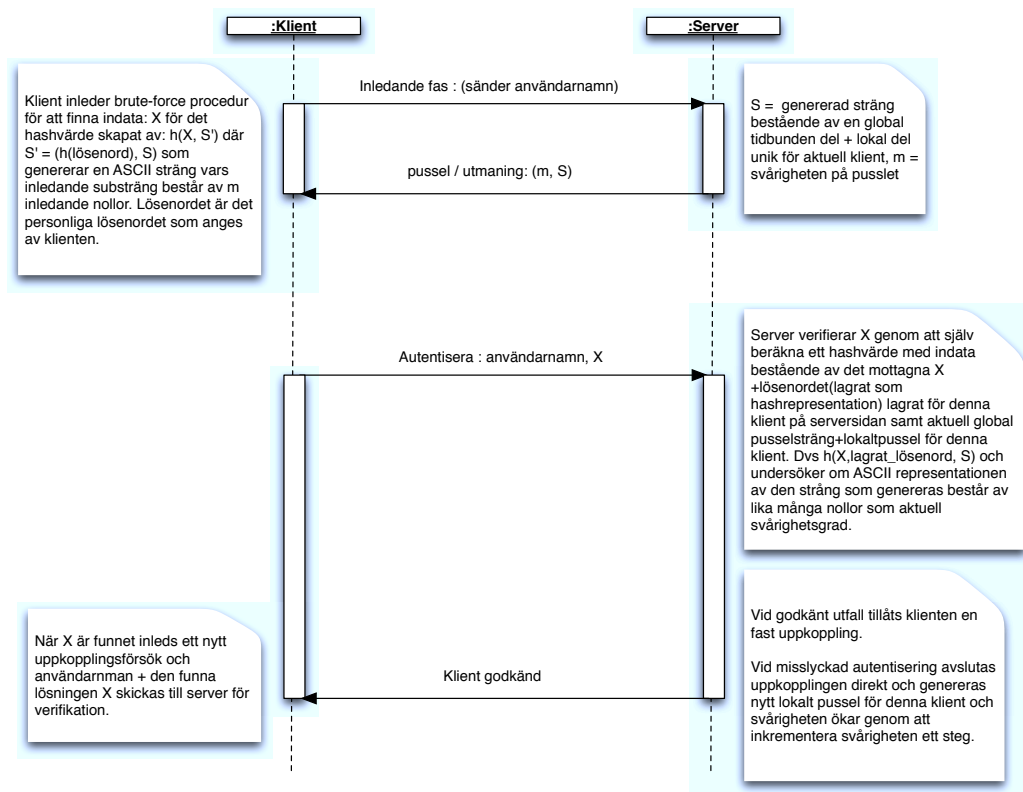 :Klient
:Server
Klient inleder brute-force procedur
för att finna indata: X för det
hashvärde skapat av: h(X, S') där
S' = (h(lösenord), S) som
genererar en ASCII sträng vars
inledande substräng består av m
inledande nollor. Lösenordet är det
personliga lösenordet som anges
av klienten.
Inledande fas : (sänder användarnamn)
pussel / utmaning: (m, S)
S =  genererad sträng
bestående av en global
tidbunden del + lokal del
unik för aktuell klient, m =
svårigheten på pusslet
Autentisera : användarnamn, X
Server verifierar X genom att själv
beräkna ett hashvärde med indata
bestående av det mottagna X
+lösenordet(lagrat som
hashrepresentation) lagrat för denna
klient på serversidan samt aktuell global
pusselsträng+lokaltpussel för denna
klient. Dvs h(X,lagrat_lösenord, S) och
undersöker om ASCII representationen
av den strång som genereras består av
lika många nollor som aktuell
svårighetsgrad.
När X är funnet inleds ett nytt
uppkopplingsförsök och
användarnman + den funna
lösningen X skickas till server för
verifikation.
Klient godkänd
Vid godkänt utfall tillåts klienten en
fast uppkoppling.
Vid misslyckad autentisering avslutas
uppkopplingen direkt och genereras
nytt lokalt pussel för denna klient och
svårigheten ökar genom att
inkrementera svårigheten ett steg.